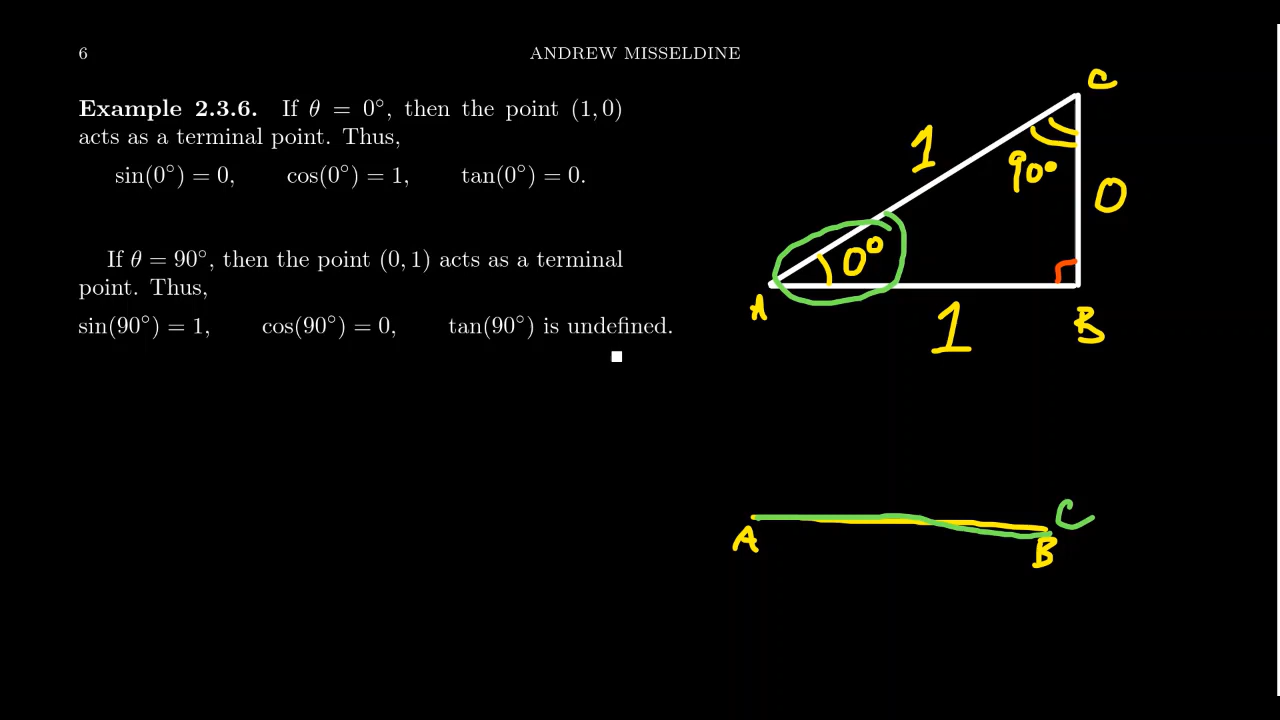 6 ANDREW MISSELDINE
Example 2.3.6. If θ = 0°, then the point (1, 0)
acts as a terminal point. Thus,
sin(0°) = 0, cos(0°) = 1, tan(0°) = 0.
If θ = 90°, then the point (0, 1) acts as a terminal
point. Thus,
sin(90°) = 1, cos(90°) = 0, tan(90°) is undefined.
C
1
90°
0
0°
A
1
B
C
A
B